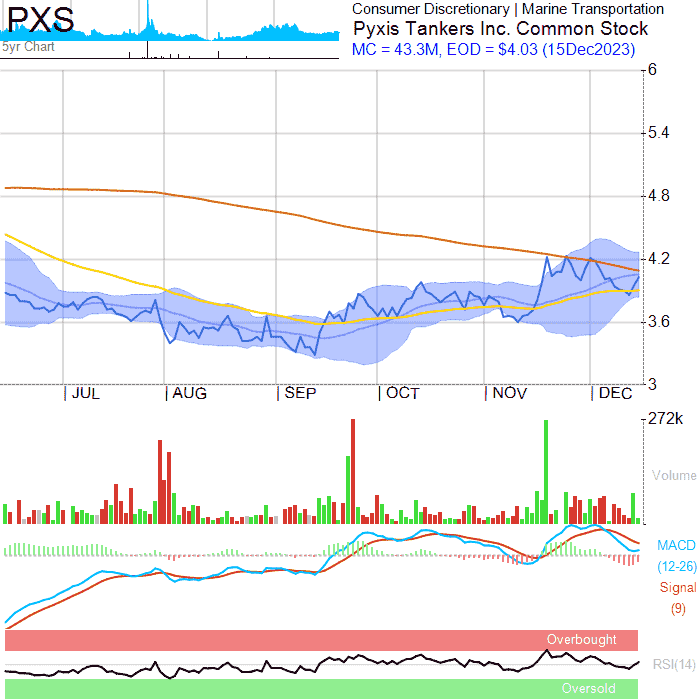 PXS
5yr Chart
Consumer Discretionary | Marine Transportation
Pyxis Tankers Inc. Common Stock
MC = 43.3M, EOD = $4.03 (15Dec2023)
6
5.4
4.8
4.2
3.6
3
JUL AUG SEP OCT NOV DEC
272k
Volume
MACD
(12-26)
Signal
(9)
Overbought
RSI(14)
Oversold